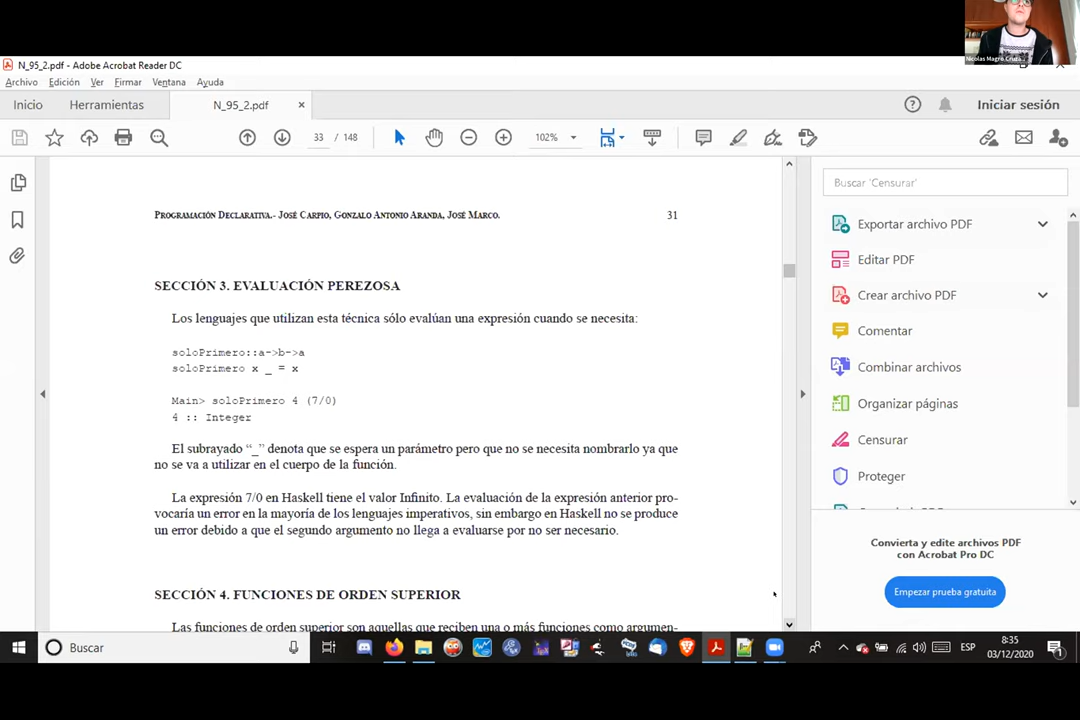 Nicolas Magro Cruza
N_95_2.pdf - Adobe Acrobat Reader DC
Archivo Edición Ver Firmar Ventana Ayuda
Inicio Herramientas N_95_2.pdf × Iniciar sesión
33 / 148 102%
PROGRAMACIÓN DECLARATIVA.- JOSÉ CARPIO, GONZALO ANTONIO ARANDA, JOSÉ MARCO. 31
SECCIÓN 3. EVALUACIÓN PEREZOSA
Los lenguajes que utilizan esta técnica sólo evalúan una expresión cuando se necesita:
soloPrimero::a->b->a
soloPrimero x _ = x
Main> soloPrimero 4 (7/0)
4 :: Integer
El subrayado “_” denota que se espera un parámetro pero que no se necesita nombrarlo ya que
no se va a utilizar en el cuerpo de la función.
La expresión 7/0 en Haskell tiene el valor Infinito. La evaluación de la expresión anterior pro-
vocaría un error en la mayoría de los lenguajes imperativos, sin embargo en Haskell no se produce
un error debido a que el segundo argumento no llega a evaluarse por no ser necesario.
SECCIÓN 4. FUNCIONES DE ORDEN SUPERIOR
Las funciones de orden superior son aquellas que reciben una o más funciones como argumen-
Buscar 'Censurar'
Exportar archivo PDF
Editar PDF
Crear archivo PDF
Comentar
Combinar archivos
Organizar páginas
Censurar
Proteger
Convierta y edite archivos PDF
con Acrobat Pro DC
Empezar prueba gratuita
Buscar
ESP
8:35
03/12/2020